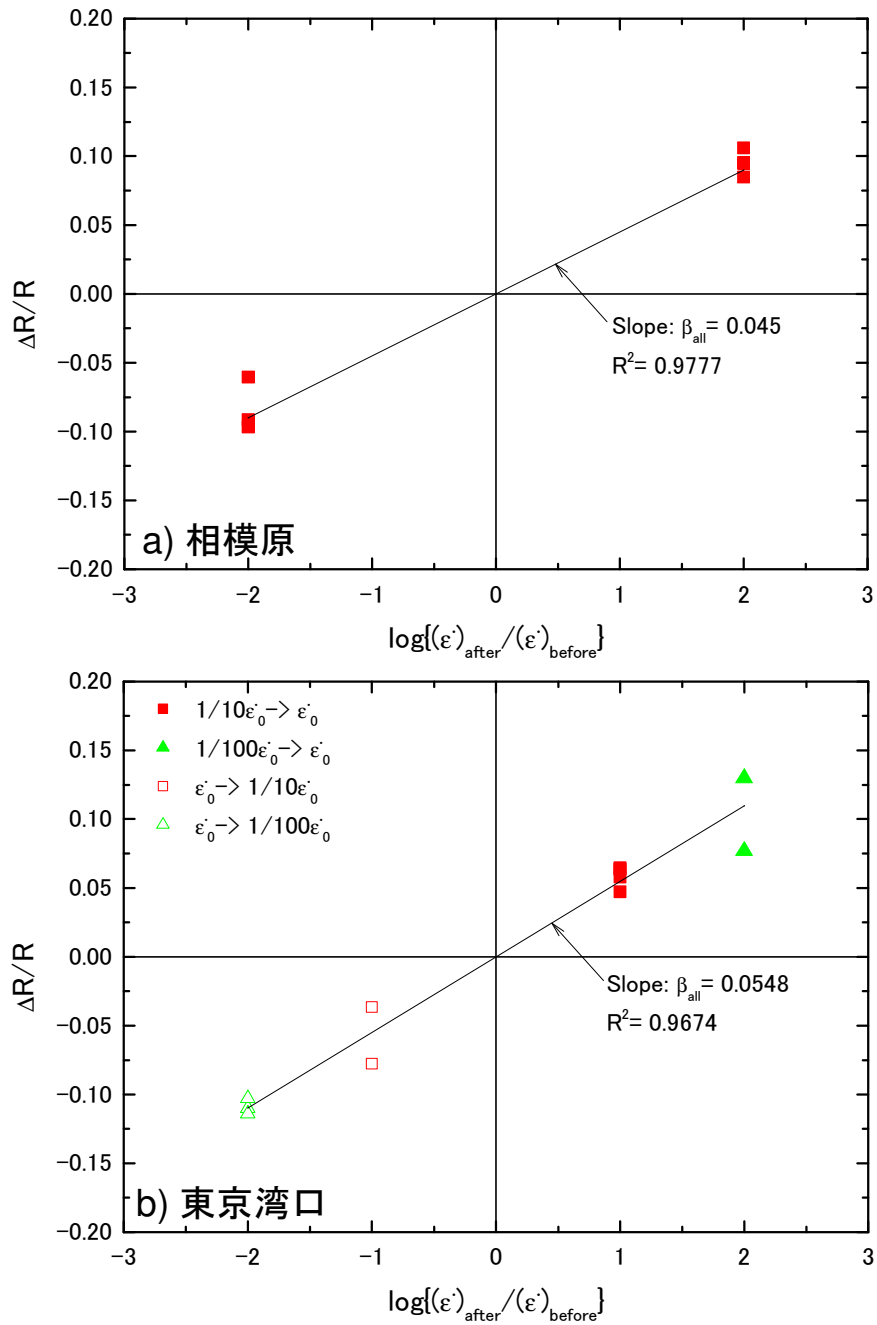 0.20
0.15
0.10
0.05
0.00
−0.05
−0.10
−0.15
−0.20
ΔR/R
Slope: β_all= 0.045
R²= 0.9777
a) 相模原
−3 −2 −1 0 1 2 3
log{(ε̇)_after/(ε̇)_before}
0.20
0.15
0.10
0.05
0.00
−0.05
−0.10
−0.15
−0.20
ΔR/R
1/10ε̇_0−> ε̇_0
1/100ε̇_0−> ε̇_0
ε̇_0−> 1/10ε̇_0
ε̇_0−> 1/100ε̇_0
Slope: β_all= 0.0548
R²= 0.9674
b) 東京湾口
−3 −2 −1 0 1 2 3
log{(ε̇)_after/(ε̇)_before}